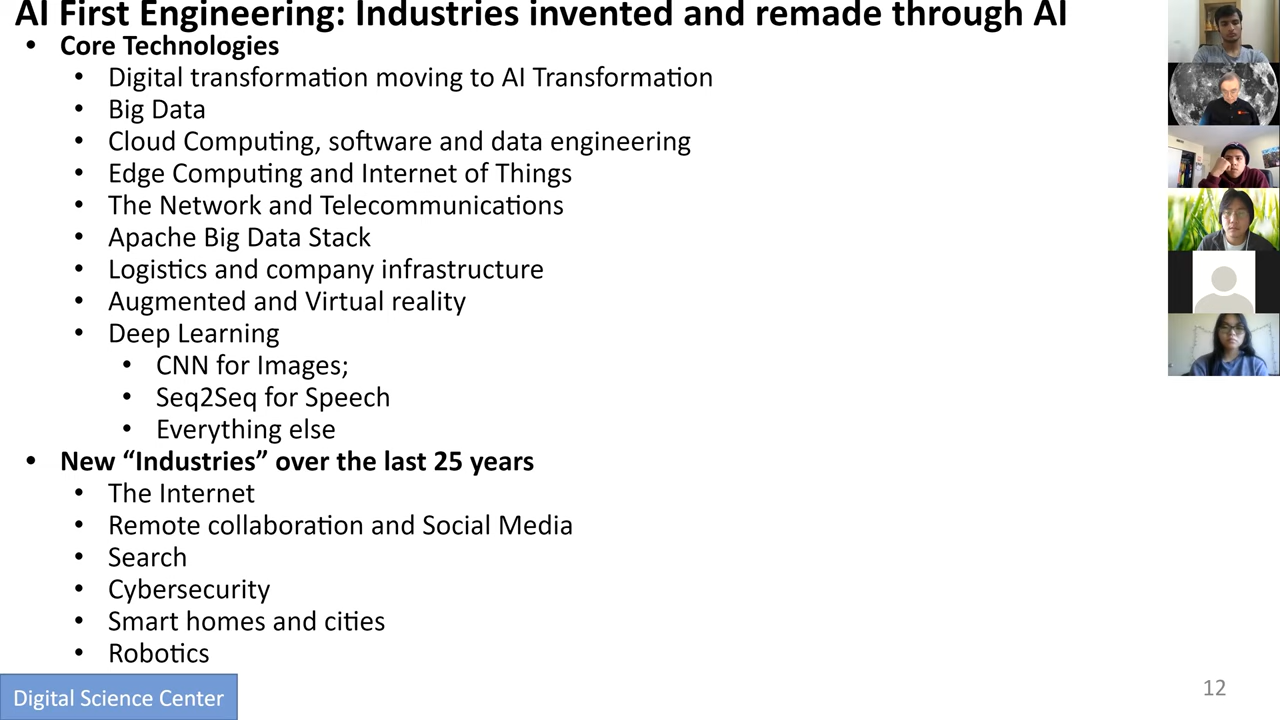 AI First Engineering: Industries invented and remade through AI
• Core Technologies
• Digital transformation moving to AI Transformation
• Big Data
• Cloud Computing, software and data engineering
• Edge Computing and Internet of Things
• The Network and Telecommunications
• Apache Big Data Stack
• Logistics and company infrastructure
• Augmented and Virtual reality
• Deep Learning
• CNN for Images;
• Seq2Seq for Speech
• Everything else
• New “Industries” over the last 25 years
• The Internet
• Remote collaboration and Social Media
• Search
• Cybersecurity
• Smart homes and cities
• Robotics
Digital Science Center
12